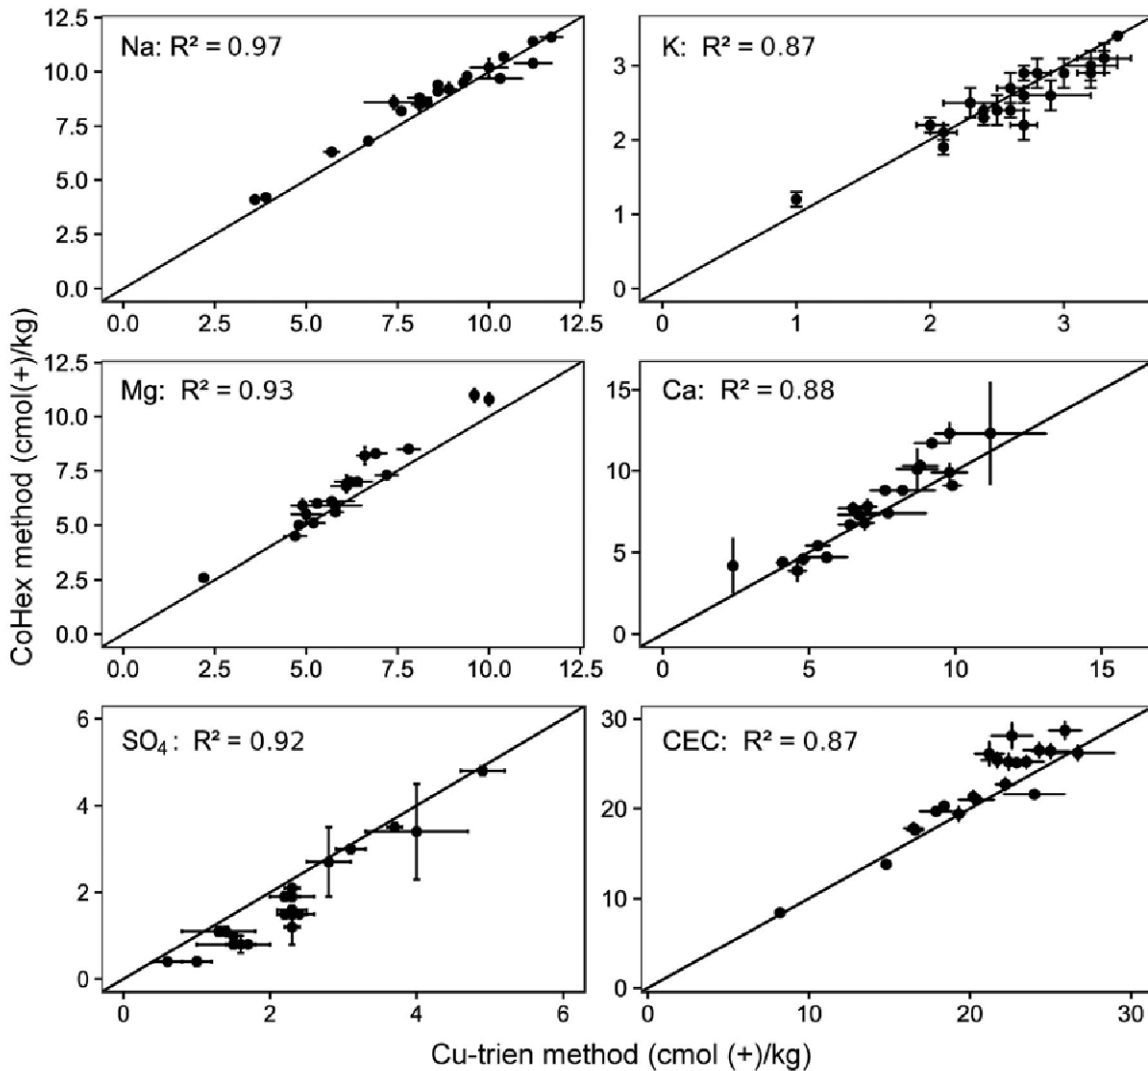 Na: R² = 0.97
12.5
10.0
7.5
5.0
2.5
0.0
0.0 2.5 5.0 7.5 10.0 12.5
K: R² = 0.87
3
2
1
0
0 1 2 3
Mg: R² = 0.93
12.5
10.0
7.5
5.0
2.5
0.0
0.0 2.5 5.0 7.5 10.0 12.5
Ca: R² = 0.88
15
10
5
0
0 5 10 15
SO₄ : R² = 0.92
6
4
2
0
0 2 4 6
CEC: R² = 0.87
30
20
10
0
0 10 20 30
CoHex method (cmol(+)/kg)
Cu-trien method (cmol (+)/kg)